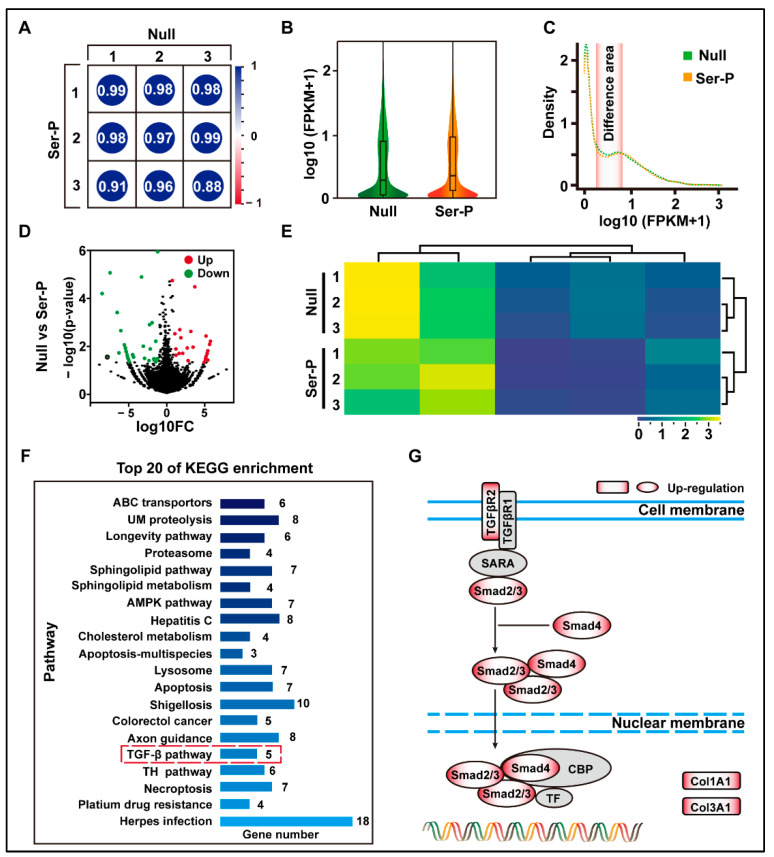 A
Null
1 2 3
Ser-P
1 0.99 0.98 0.98
2 0.98 0.97 0.99
3 0.91 0.96 0.88
1
0
− 1
B
log10 (FPKM+1)
2
1
0
Null Ser-P
C
Density
2
1
0
Difference area
Null
Ser-P
0 1 2 3
log10 (FPKM+1)
D
Null vs Ser-P
− log10(p-value)
6
4
2
0
Up
Down
− 5 0 5
log10FC
E
Null
1
2
3
Ser-P
1
2
3
0 1 2 3
F
Top 20 of KEGG enrichment
Pathway
ABC transportors 6
UM proteolysis 8
Longevity pathway 6
Proteasome 4
Sphingolipid pathway 7
Sphingolipid metabolism 4
AMPK pathway 7
Hepatitis C 8
Cholesterol metabolism 4
Apoptosis-multispecies 3
Lysosome 7
Apoptosis 7
Shigellosis 10
Colorectol cancer 5
Axon guidance 8
TGF-β pathway 5
TH pathway 6
Necroptosis 7
Platium drug resistance 4
Herpes infection 18
Gene number
G
Up-regulation
TGFβR2
TGFβR1
Cell membrane
SARA
Smad2/3
Smad4
Smad2/3
Smad4
Smad2/3
Nuclear membrane
Smad2/3
Smad4
CBP
Smad2/3
TF
Col1A1
Col3A1